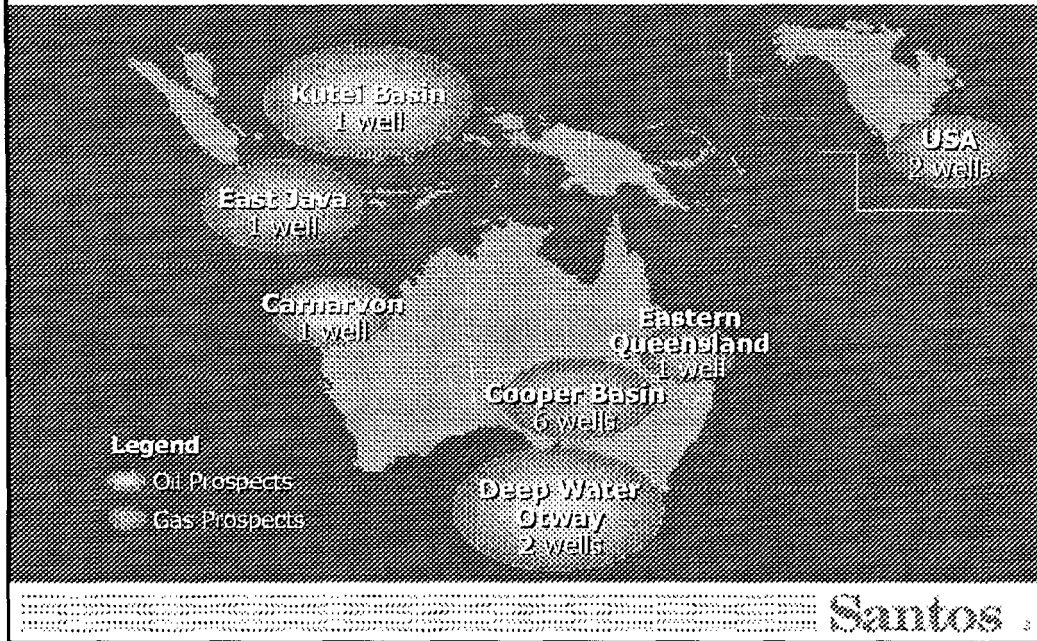 Kutei Basin
1 well
USA
2 wells
East Java
1 well
Carnarvon
1 well
Eastern
Queensland
1 well
Cooper Basin
6 wells
Legend
Oil Prospects
Gas Prospects
Deep Water
Otway
2 wells
Santos